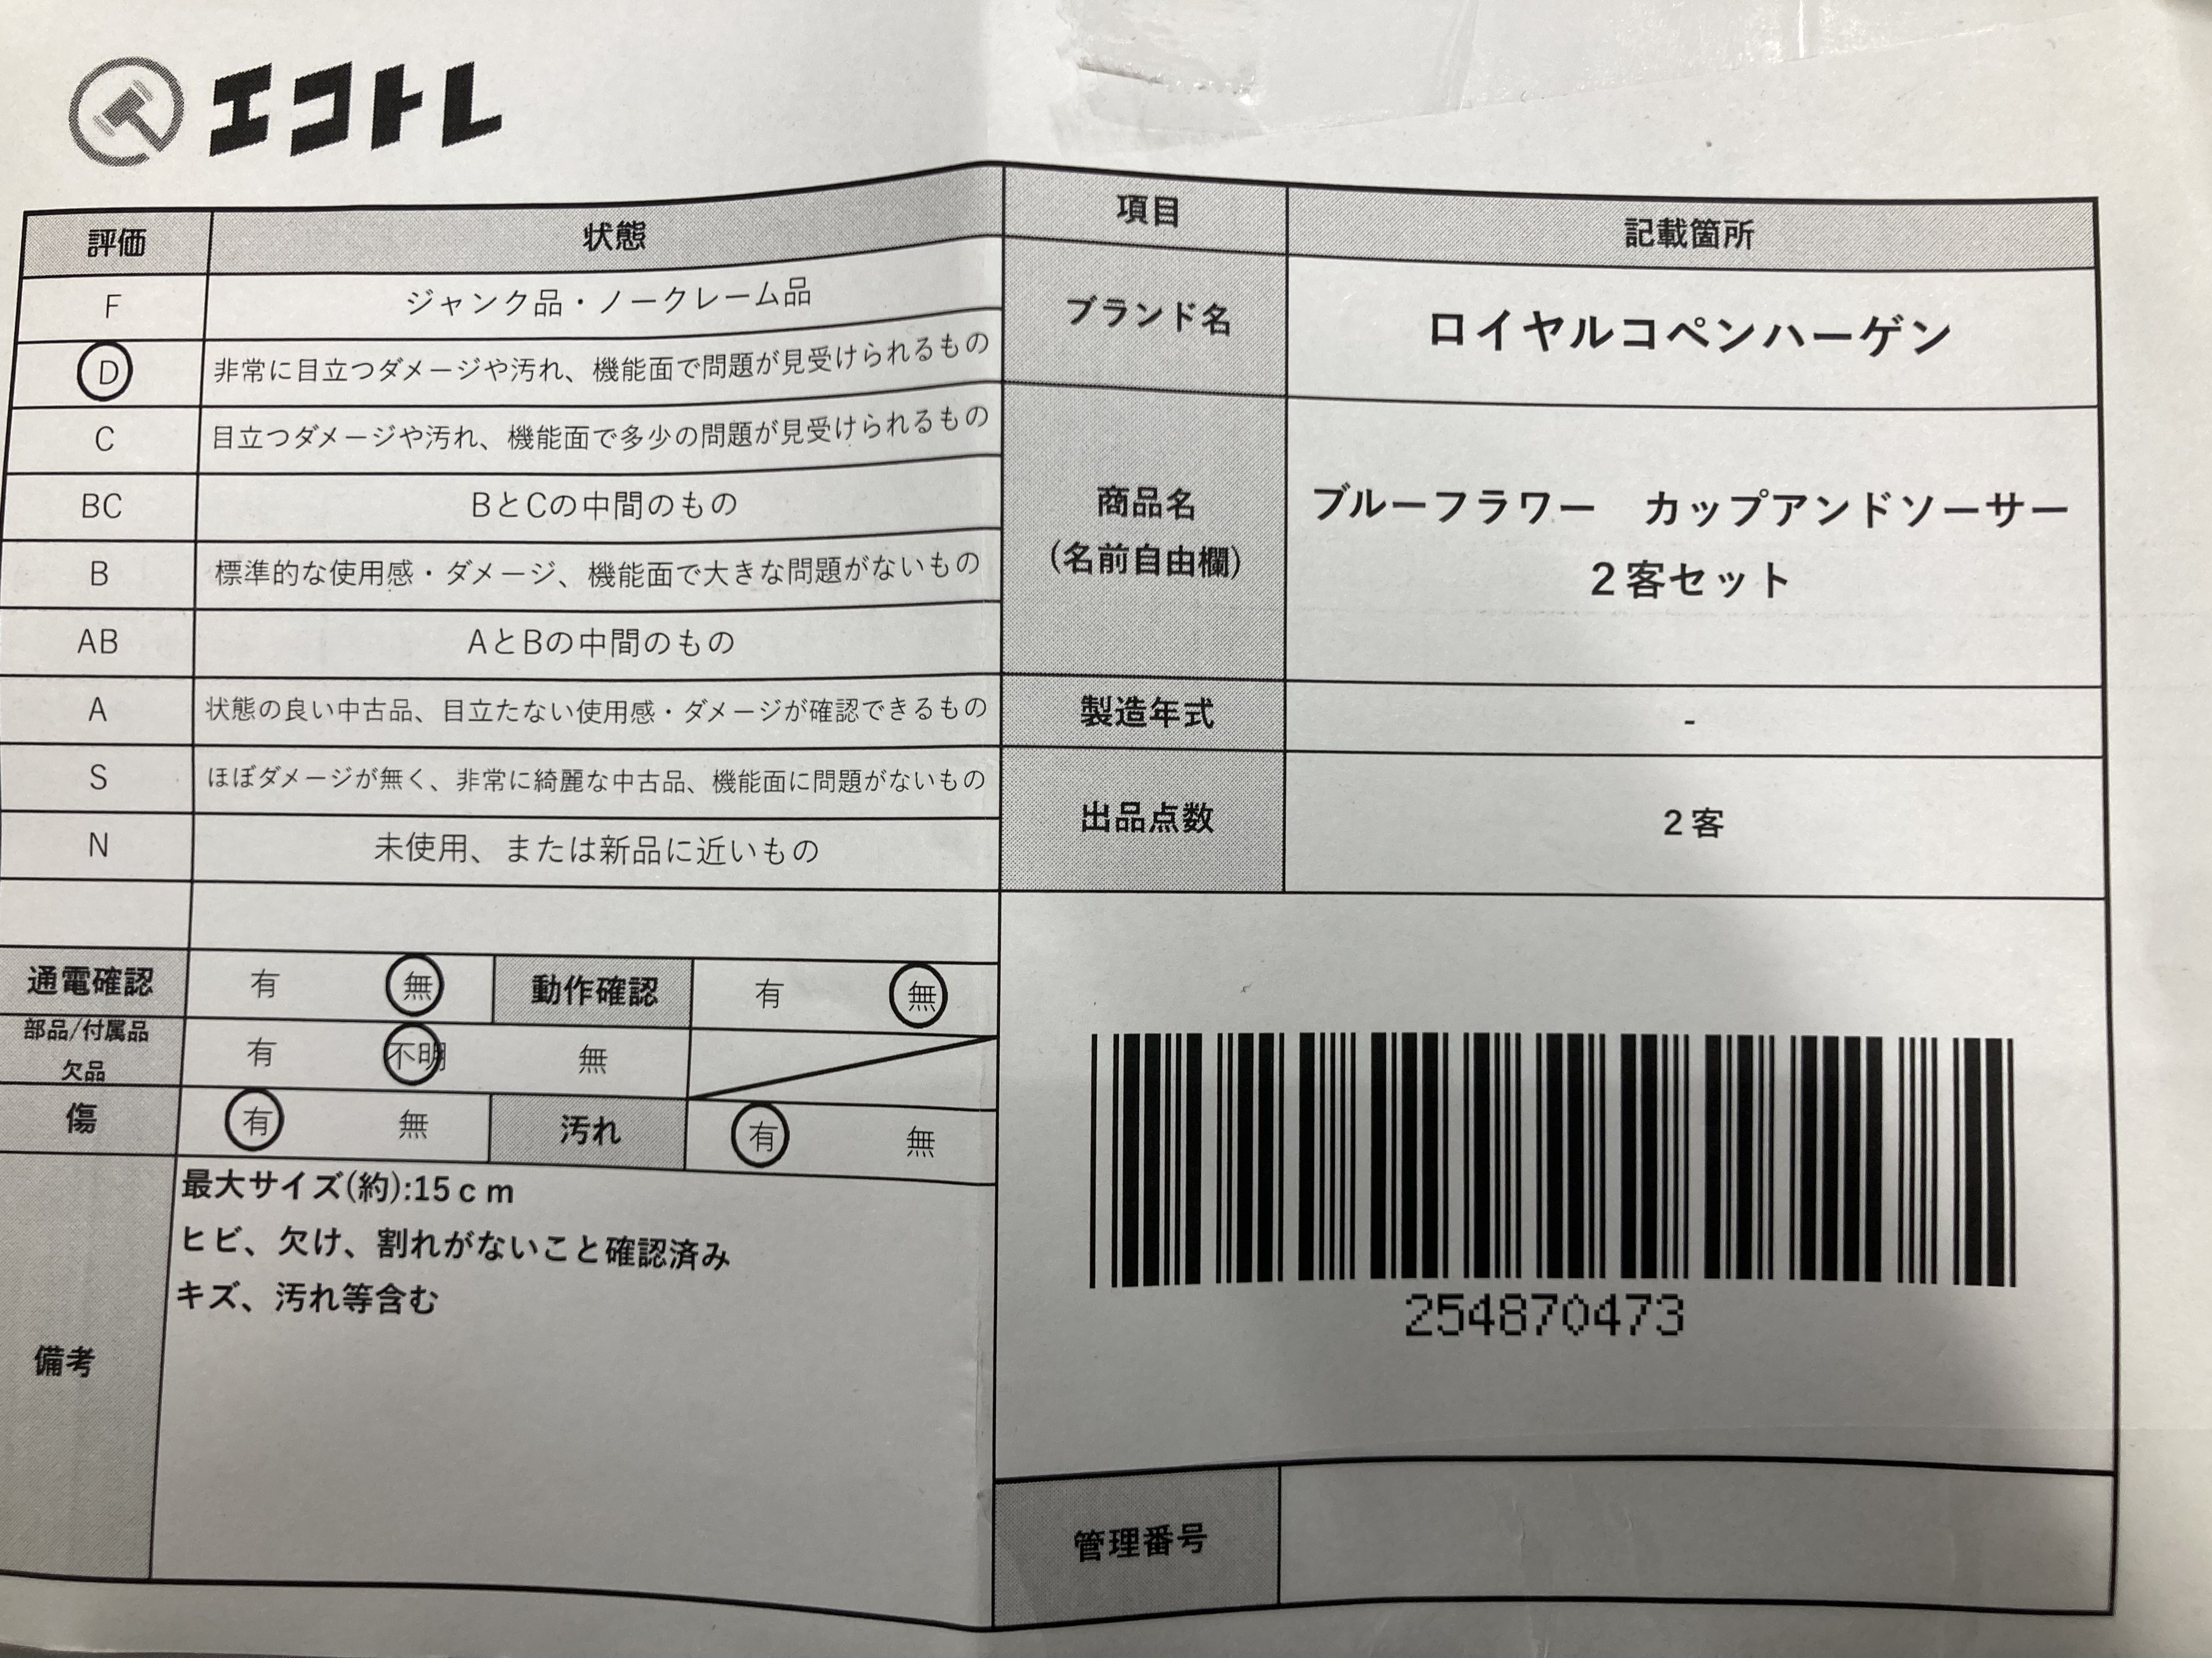 エコトレ
評価 状態
F ジャンク品・ノークレーム品
D 非常に目立つダメージや汚れ、機能面で問題が見受けられるもの
C 目立つダメージや汚れ、機能面で多少の問題が見受けられるもの
BC BとCの中間のもの
B 標準的な使用感・ダメージ、機能面で大きな問題がないもの
AB AとBの中間のもの
A 状態の良い中古品、目立たない使用感・ダメージが確認できるもの
S ほぼダメージが無く、非常に綺麗な中古品、機能面に問題がないもの
N 未使用、または新品に近いもの
通電確認 有 無 動作確認 有 無
部品/付属品
欠品 有 不明 無
傷 有 無 汚れ 有 無
備考
最大サイズ(約):15ｃｍ
ヒビ、欠け、割れがないこと確認済み
キズ、汚れ等含む
項目 記載箇所
ブランド名 ロイヤルコペンハーゲン
商品名
(名前自由欄)
ブルーフラワー　カップアンドソーサー
２客セット
製造年式 -
出品点数 ２客
254870473
管理番号